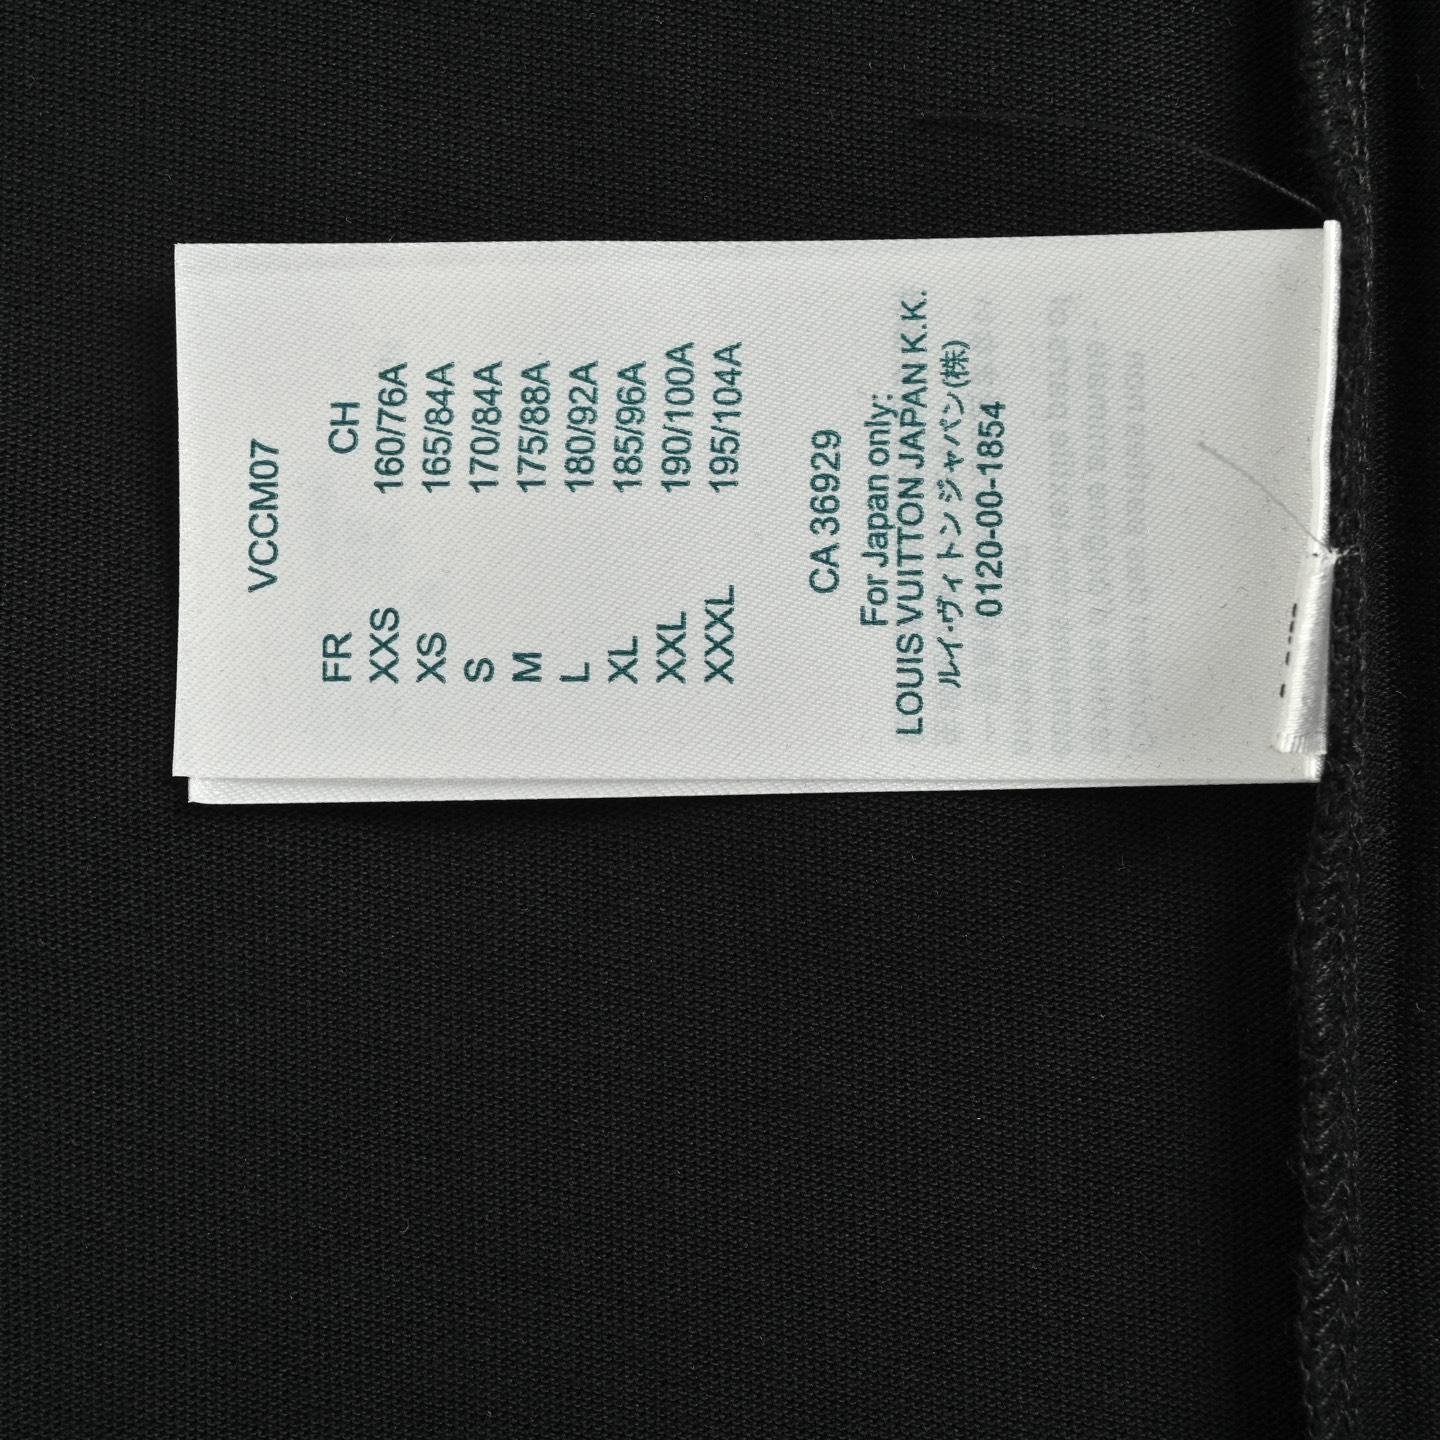 VCCM07
FR CH
XXS 160/76A
XS 165/84A
S 170/84A
M 175/88A
L 180/92A
XL 185/96A
XXL 190/100A
XXXL 195/104A
CA 36929
For Japan only:
LOUIS VUITTON JAPAN K.K.
ルイ・ヴィトン ジャパン(株)
0120-00-1854